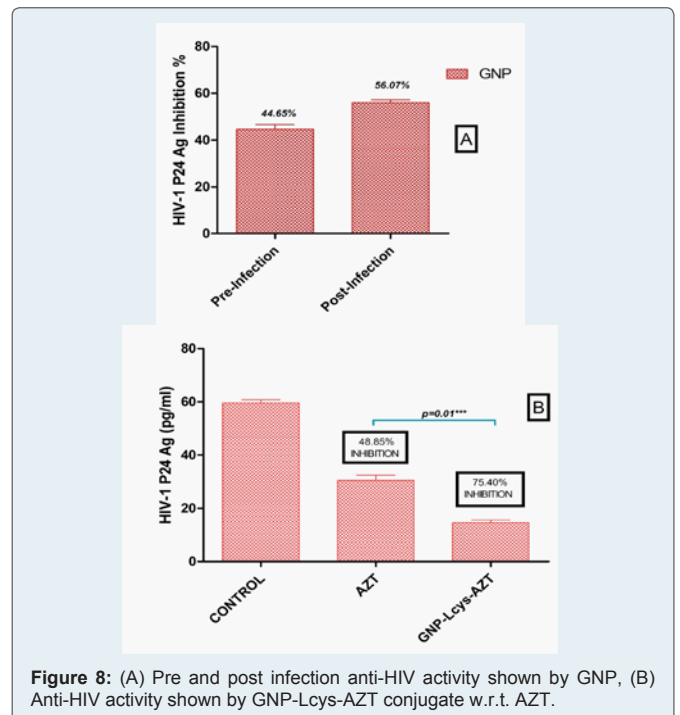 80
60
40
20
0
HIV-1 P24 Ag Inhibition %
44.65%
56.07%
GNP
A
Pre-Infection
Post-Infection
80
60
40
20
0
HIV-1 P24 Ag (pg/ml)
p=0.01***
B
48.85%
INHIBITION
75.40%
INHIBITION
CONTROL
AZT
GNP-Lcys-AZT
Figure 8: (A) Pre and post infection anti-HIV activity shown by GNP, (B)
Anti-HIV activity shown by GNP-Lcys-AZT conjugate w.r.t. AZT.